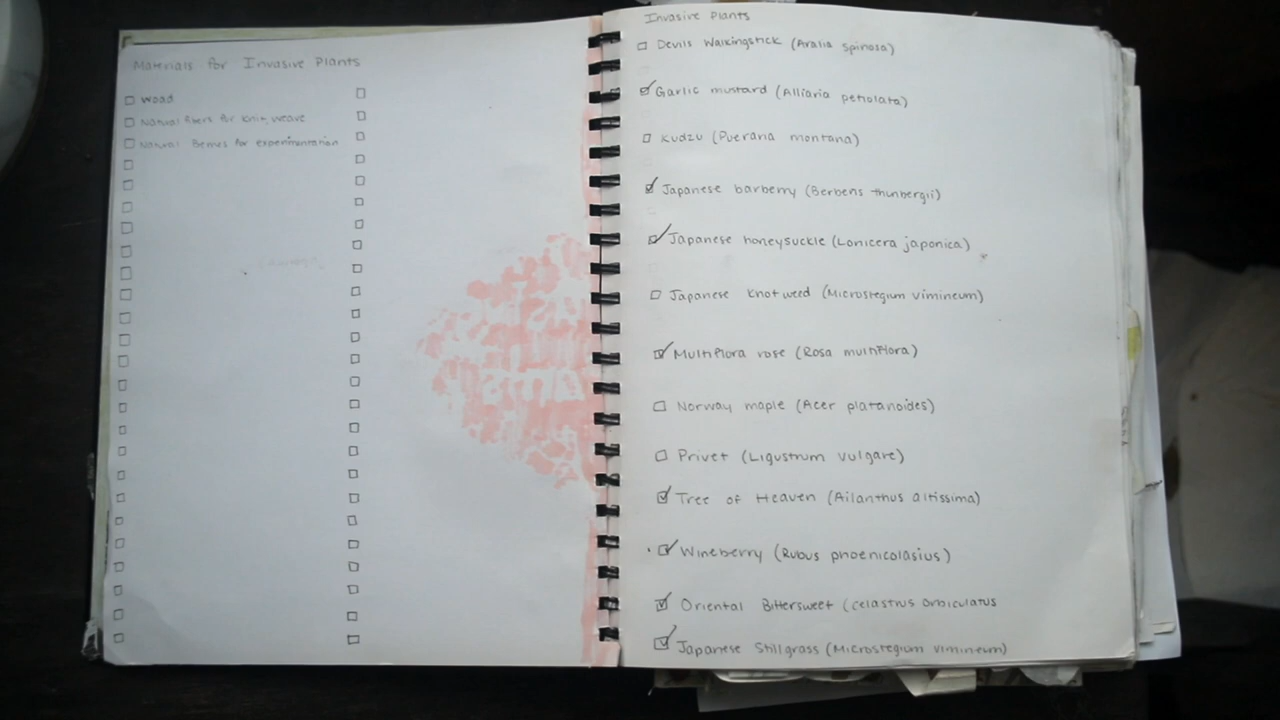 Materials for Invasive Plants
☐ Woad
☐ Natural fibers for knit, weave
☐ Natural Berries for experimentation
Invasive Plants
☐ Devils Walkingstick (Aralia spinosa)
☑ Garlic mustard (Alliaria petiolata)
☐ Kudzu (Pueraria montana)
☑ Japanese barberry (Berberis thunbergii)
☑ Japanese honeysuckle (Lonicera japonica)
☐ Japanese Knotweed (Microstegium vimineum)
☑ Multiflora rose (Rosa multiflora)
☐ Norway maple (Acer platanoides)
☐ Privet (Ligustrum vulgare)
☑ Tree of Heaven (Ailanthus altissima)
☑ Wineberry (Rubus phoenicolasius)
☑ Oriental Bittersweet (Celastrus orbiculatus
☑ Japanese Stillgrass (Microstegium vimineum)